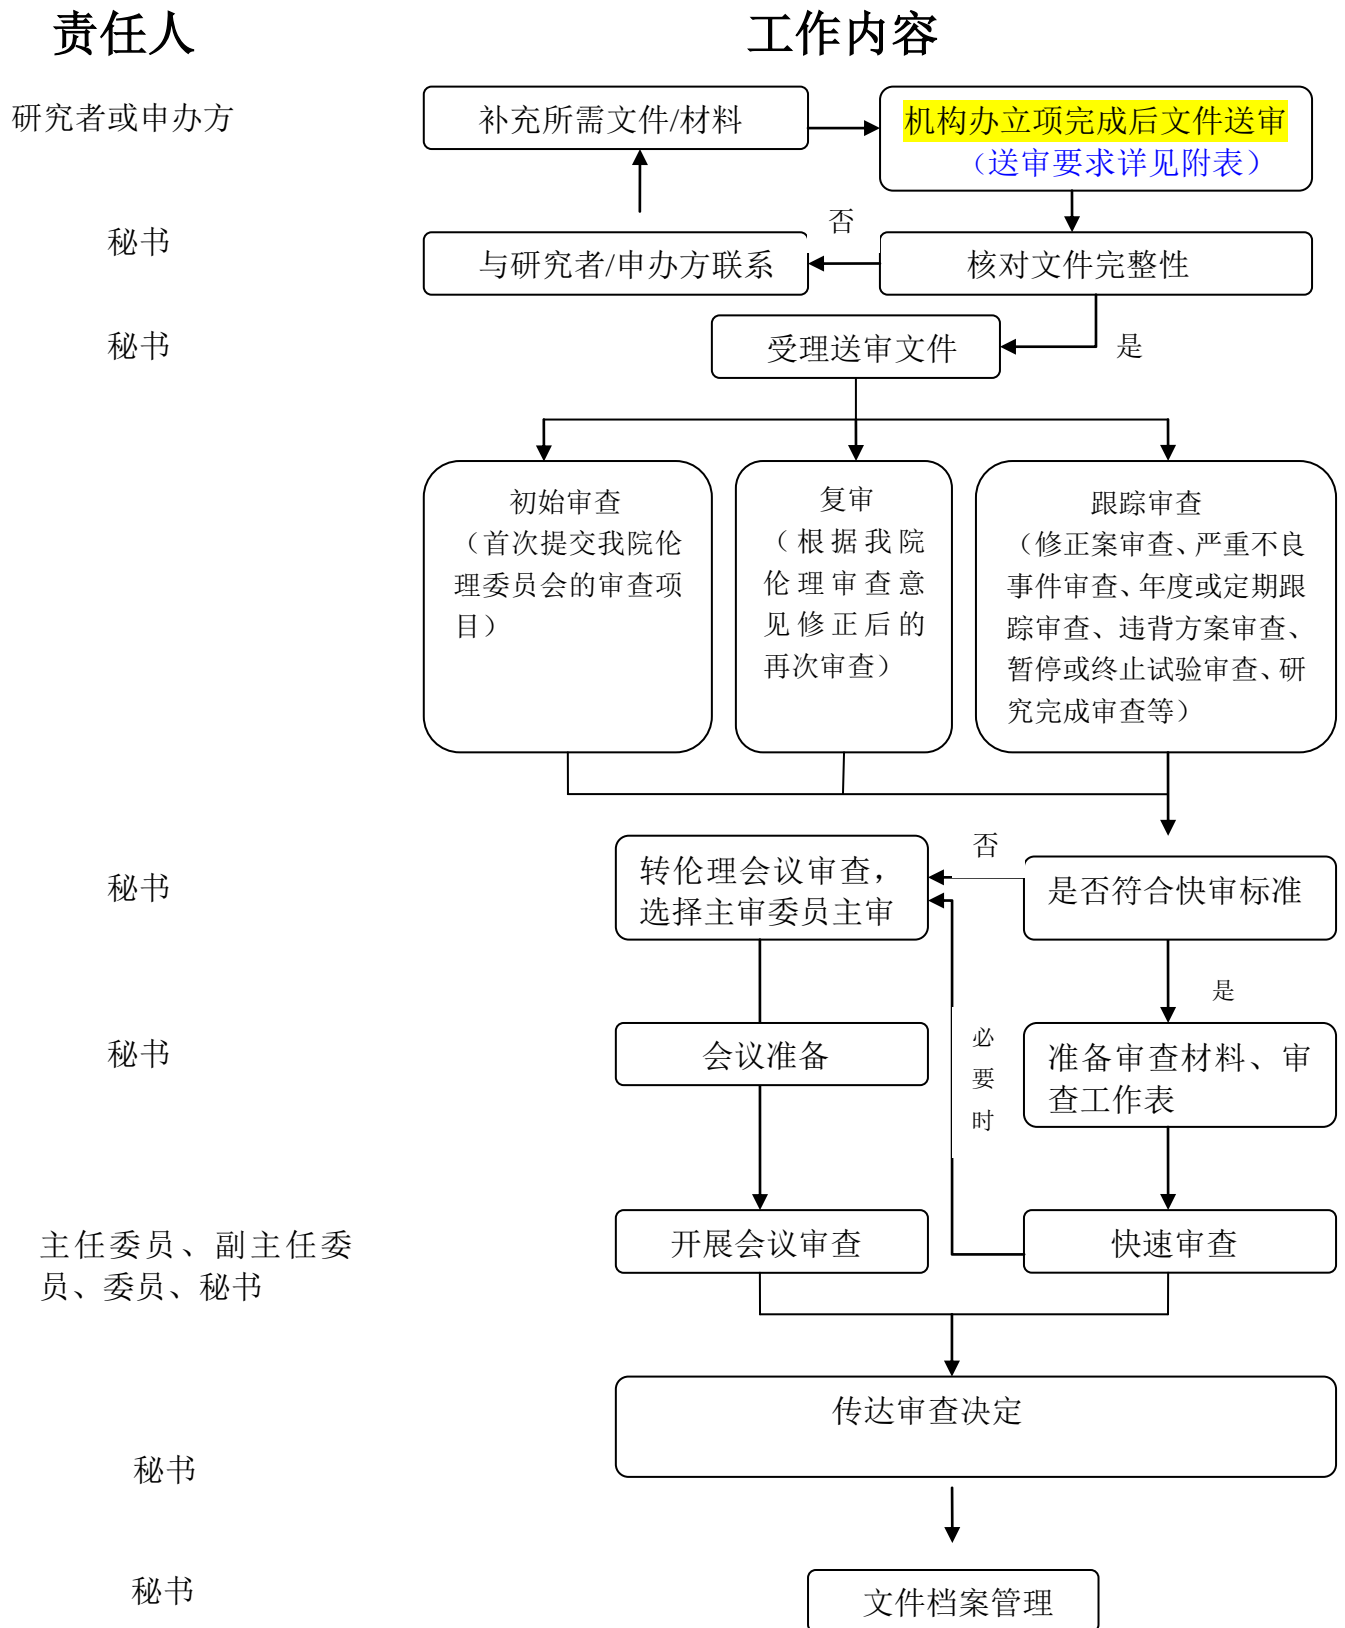 责任人
工作内容
研究者或申办方
补充所需文件/材料
机构办立项完成后文件送审
（送审要求详见附表）
否
秘书
与研究者/申办方联系
核对文件完整性
秘书
受理送审文件
是
初始审查
（首次提交我院伦
理委员会的审查项
目）
复审
（根据我院
伦理审查意
见修正后的
再次审查）
跟踪审查
（修正案审查、严重不良
事件审查、年度或定期跟
踪审查、违背方案审查、
暂停或终止试验审查、研
究完成审查等）
否
秘书
转伦理会议审查，
选择主审委员主审
是否符合快审标准
是
秘书
会议准备
必
要
时
准备审查材料、审
查工作表
主任委员、副主任委
员、委员、秘书
开展会议审查
快速审查
传达审查决定
秘书
秘书
文件档案管理